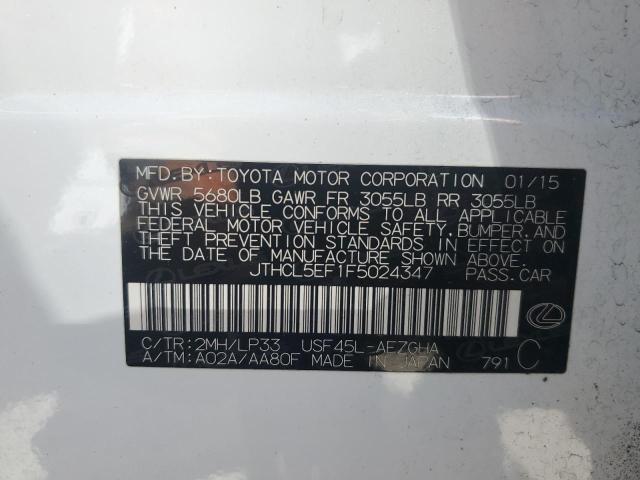 MFD.BY:TOYOTA MOTOR CORPORATION 01/15
GVWR 5680LB GAWR FR 3055LB RR 3055LB
THIS VEHICLE CONFORMS TO ALL APPLICABLE
FEDERAL MOTOR VEHICLE SAFETY,BUMPER,AND
THEFT PREVENTION STANDARDS IN EFFECT ON
THE DATE OF MANUFACTURE SHOWN ABOVE.
JTHCL5EF1F5024347 PASS.CAR
C/TR:2MH/LP33 USF45L-AEZGHA
A/TM:A02A/AA80F MADE IN JAPAN 791 C